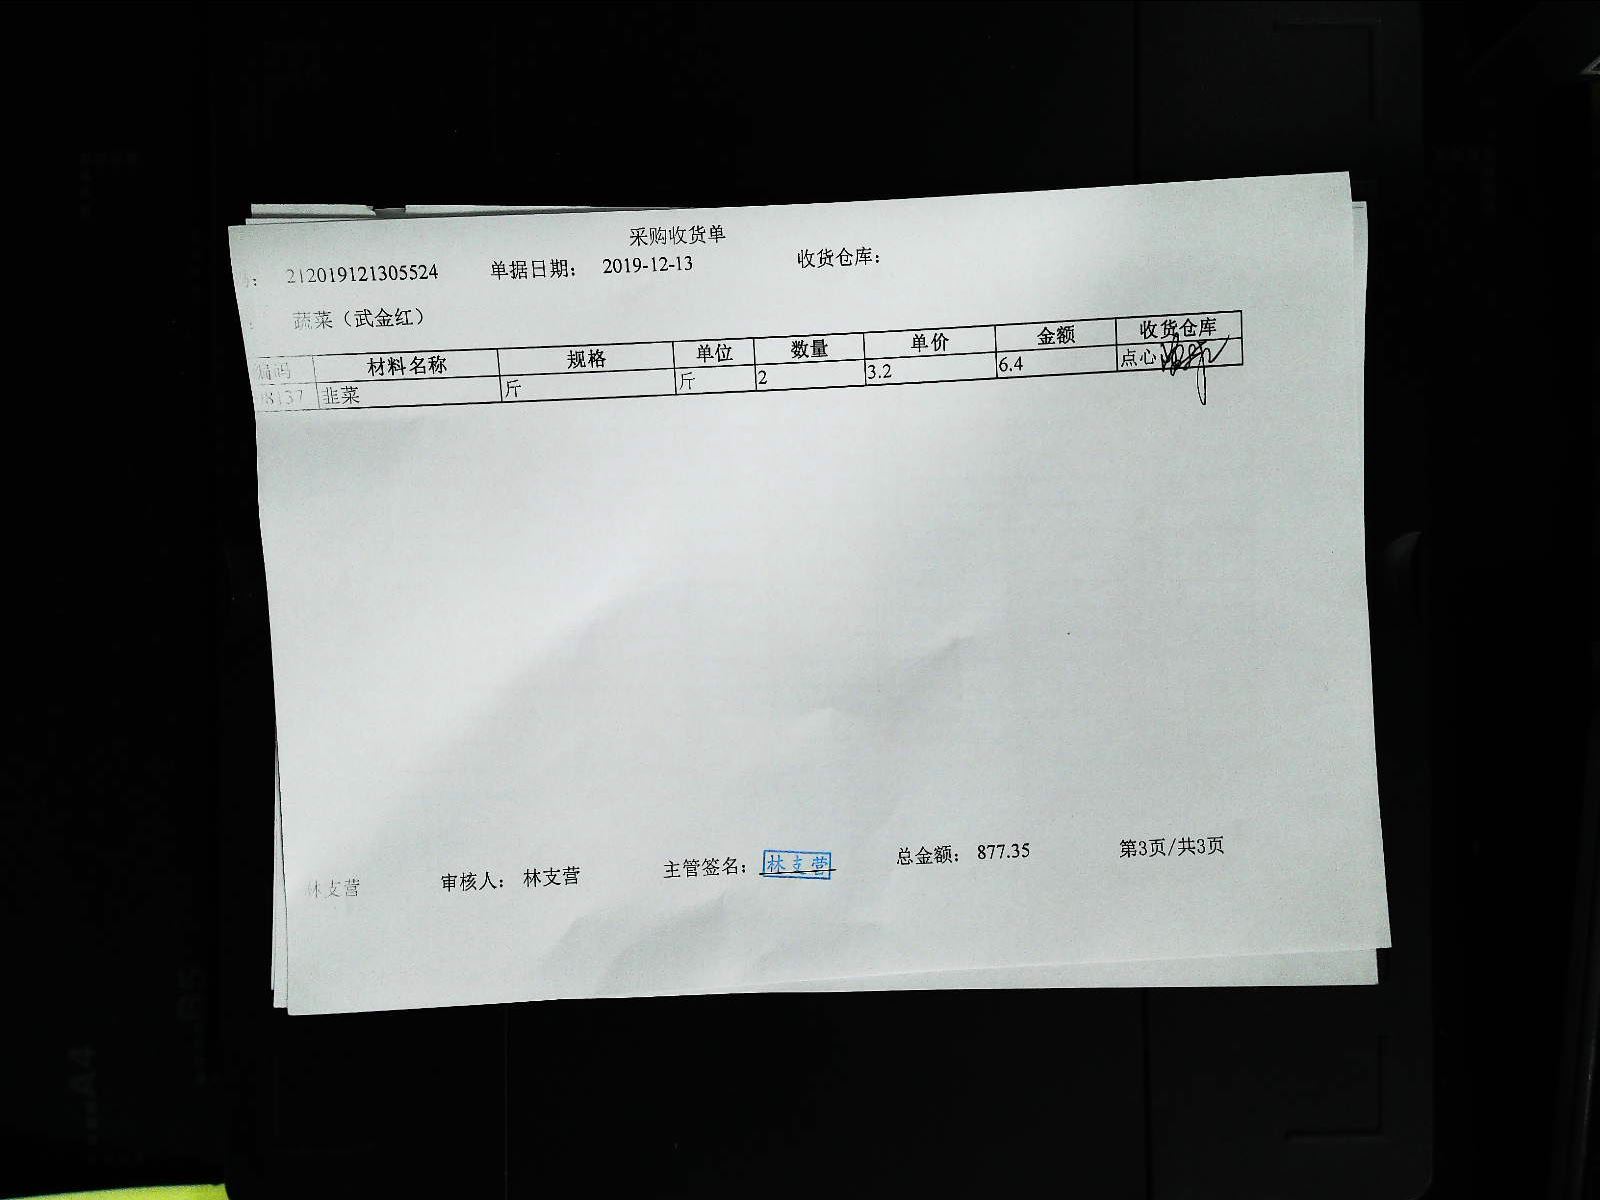 采购收货单
212019121305524 单据日期： 2019-12-13 收货仓库：
蔬菜（武金红）
编码 材料名称 规格 单位 数量 单价 金额 收货仓库
08137 韭菜 斤 斤 2 3.2 6.4 点心
林支营 审核人： 林支营 主管签名： 林支营 总金额： 877.35 第3页/共3页